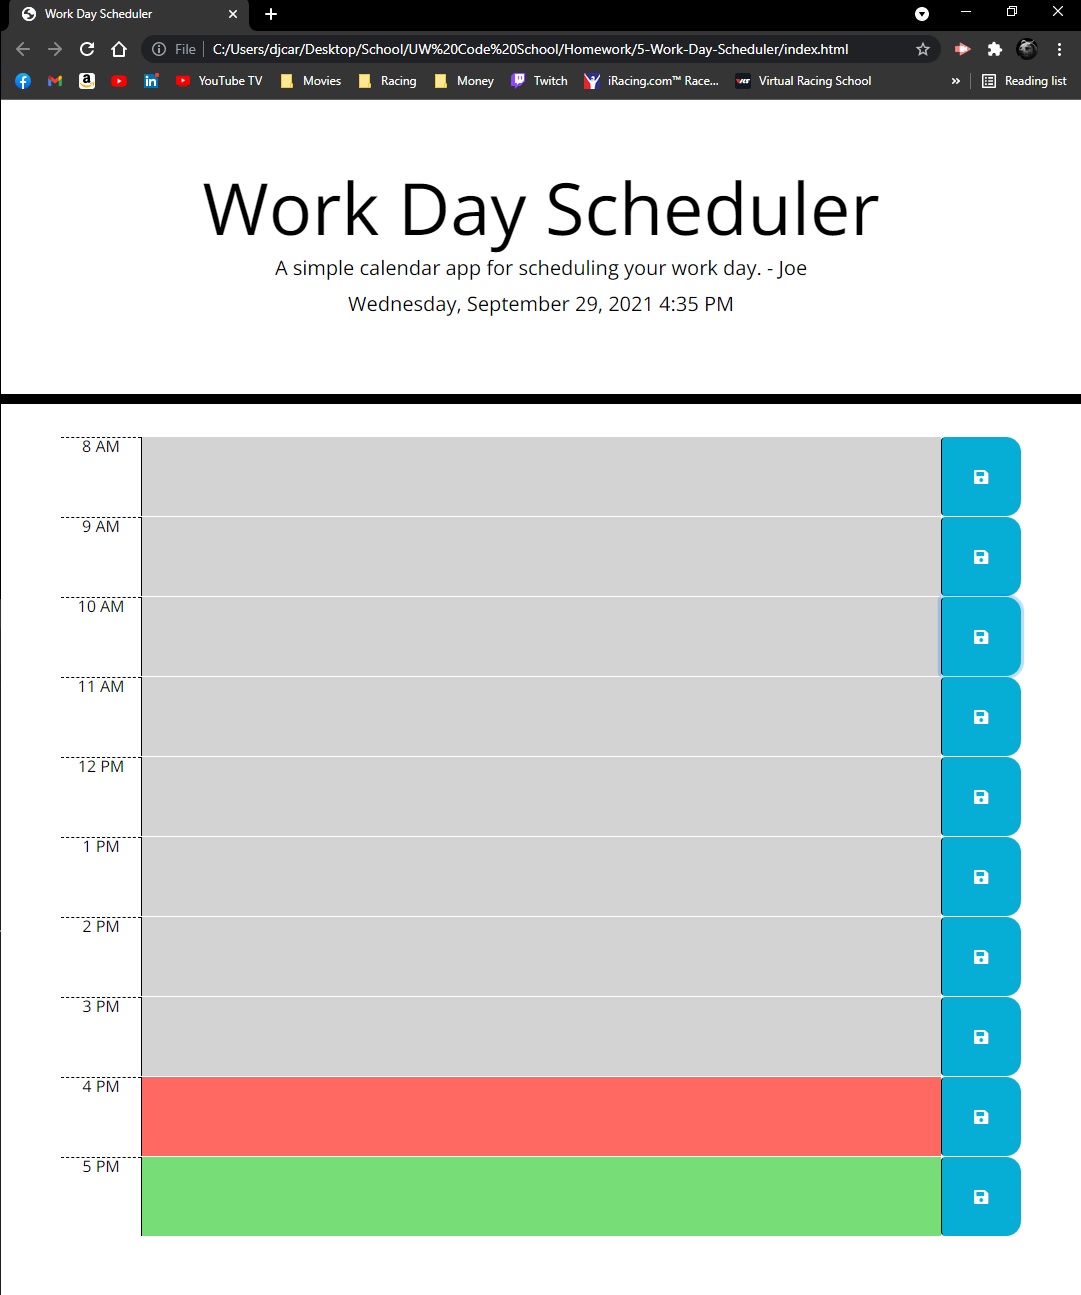 Work Day Scheduler
File C:/Users/djcar/Desktop/School/UW%20Code%20School/Homework/5-Work-Day-Scheduler/index.html
YouTube TV Movies Racing Money Twitch iRacing.com™ Race... Virtual Racing School » Reading list
Work Day Scheduler
A simple calendar app for scheduling your work day. - Joe
Wednesday, September 29, 2021 4:35 PM
8 AM
9 AM
10 AM
11 AM
12 PM
1 PM
2 PM
3 PM
4 PM
5 PM